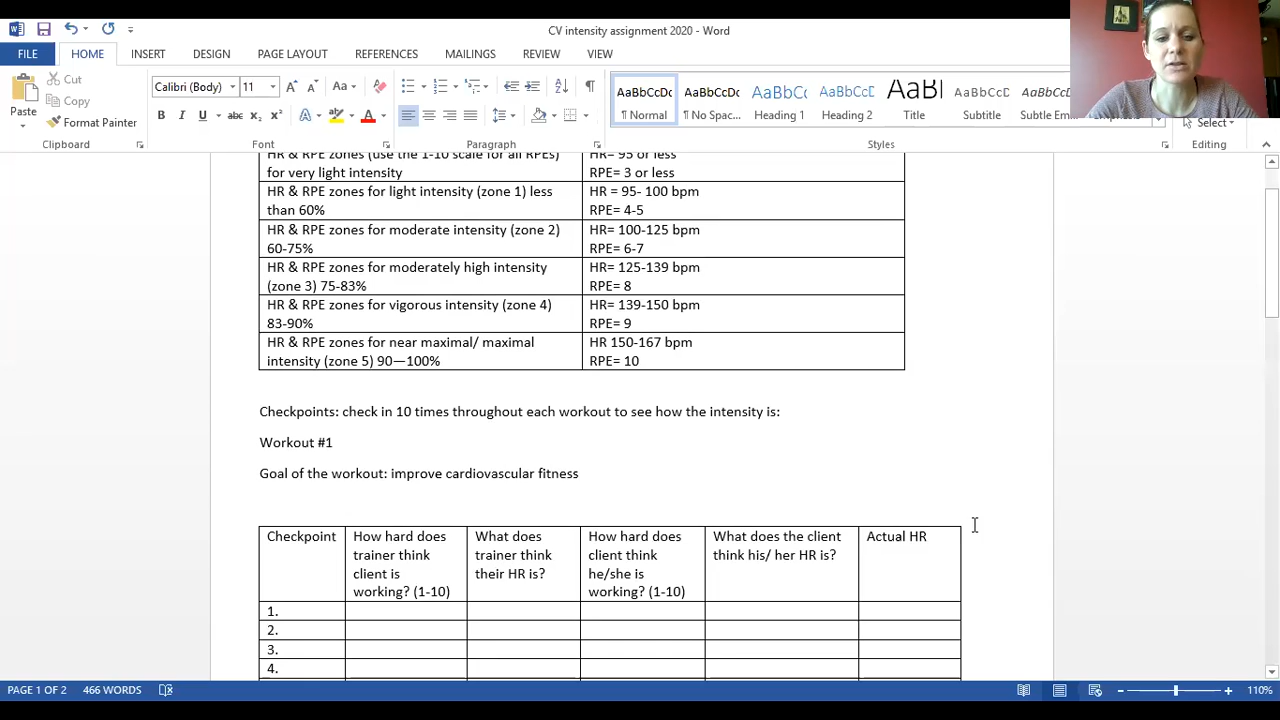 CV intensity assignment 2020 - Word
FILE HOME INSERT DESIGN PAGE LAYOUT REFERENCES MAILINGS REVIEW VIEW
Cut
Copy
Paste
Format Painter
Clipboard
Calibri (Body) 11
Font
Paragraph
AaBbCcDc AaBbCcDc AaBbCc AaBbCcDc AaBl AaBbCcDc AaBbCcDc
¶ Normal ¶ No Spac... Heading 1 Heading 2 Title Subtitle Subtle Em...
Styles
Select
Editing
HR & RPE zones (use the 1-10 scale for all RPEs)
for very light intensity
HR= 95 or less
RPE= 3 or less
HR & RPE zones for light intensity (zone 1) less
than 60%
HR = 95- 100 bpm
RPE= 4-5
HR & RPE zones for moderate intensity (zone 2)
60-75%
HR= 100-125 bpm
RPE= 6-7
HR & RPE zones for moderately high intensity
(zone 3) 75-83%
HR= 125-139 bpm
RPE= 8
HR & RPE zones for vigorous intensity (zone 4)
83-90%
HR= 139-150 bpm
RPE= 9
HR & RPE zones for near maximal/ maximal
intensity (zone 5) 90—100%
HR 150-167 bpm
RPE= 10
Checkpoints: check in 10 times throughout each workout to see how the intensity is:
Workout #1
Goal of the workout: improve cardiovascular fitness
Checkpoint
How hard does
trainer think
client is
working? (1-10)
What does
trainer think
their HR is?
How hard does
client think
he/she is
working? (1-10)
What does the client
think his/ her HR is?
Actual HR
1.
2.
3.
4.
PAGE 1 OF 2 466 WORDS
110%